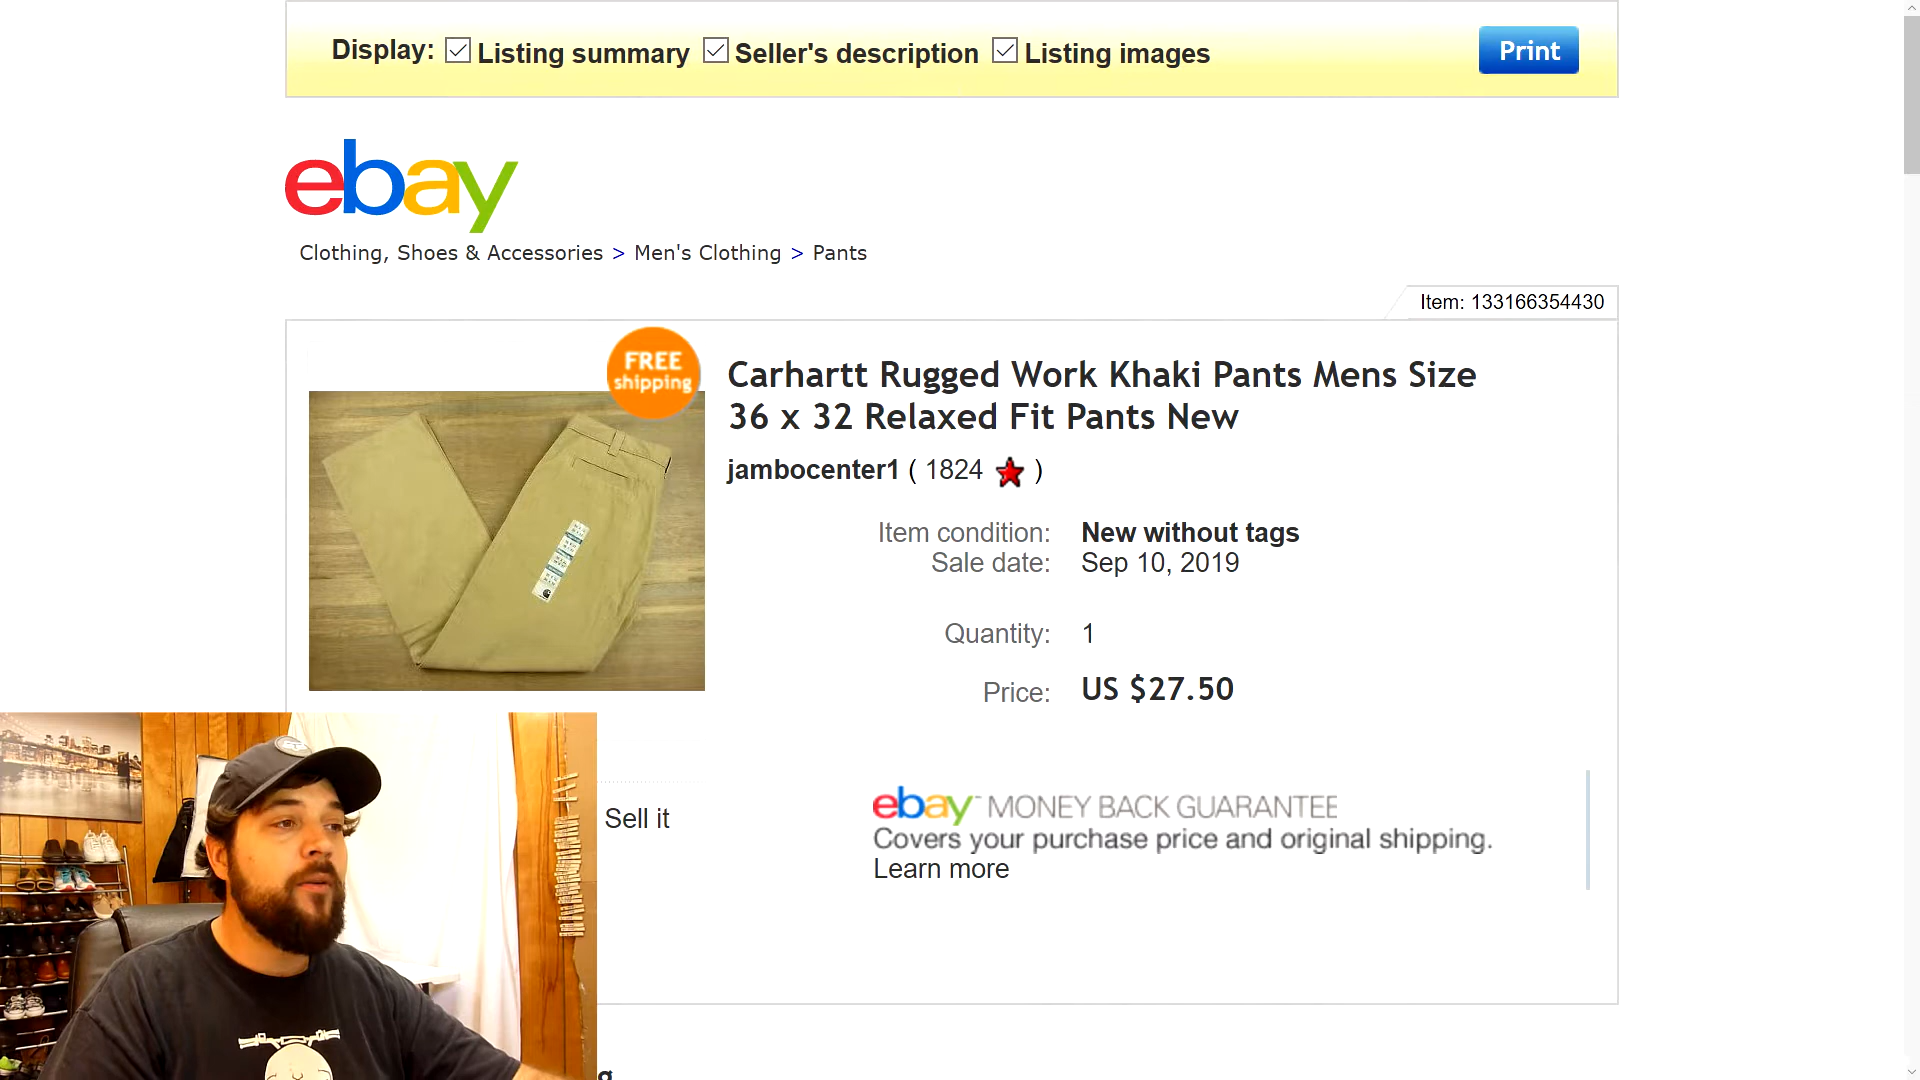 Display: Listing summary Seller's description Listing images
Print
ebay
Clothing, Shoes & Accessories > Men's Clothing > Pants
Item: 133166354430
FREE
shipping
Carhartt Rugged Work Khaki Pants Mens Size
36 x 32 Relaxed Fit Pants New
jambocenter1 ( 1824 )
Item condition: New without tags
Sale date: Sep 10, 2019
Quantity: 1
Price: US $27.50
Sell it
ebay™ MONEY BACK GUARANTEE
Covers your purchase price and original shipping.
Learn more